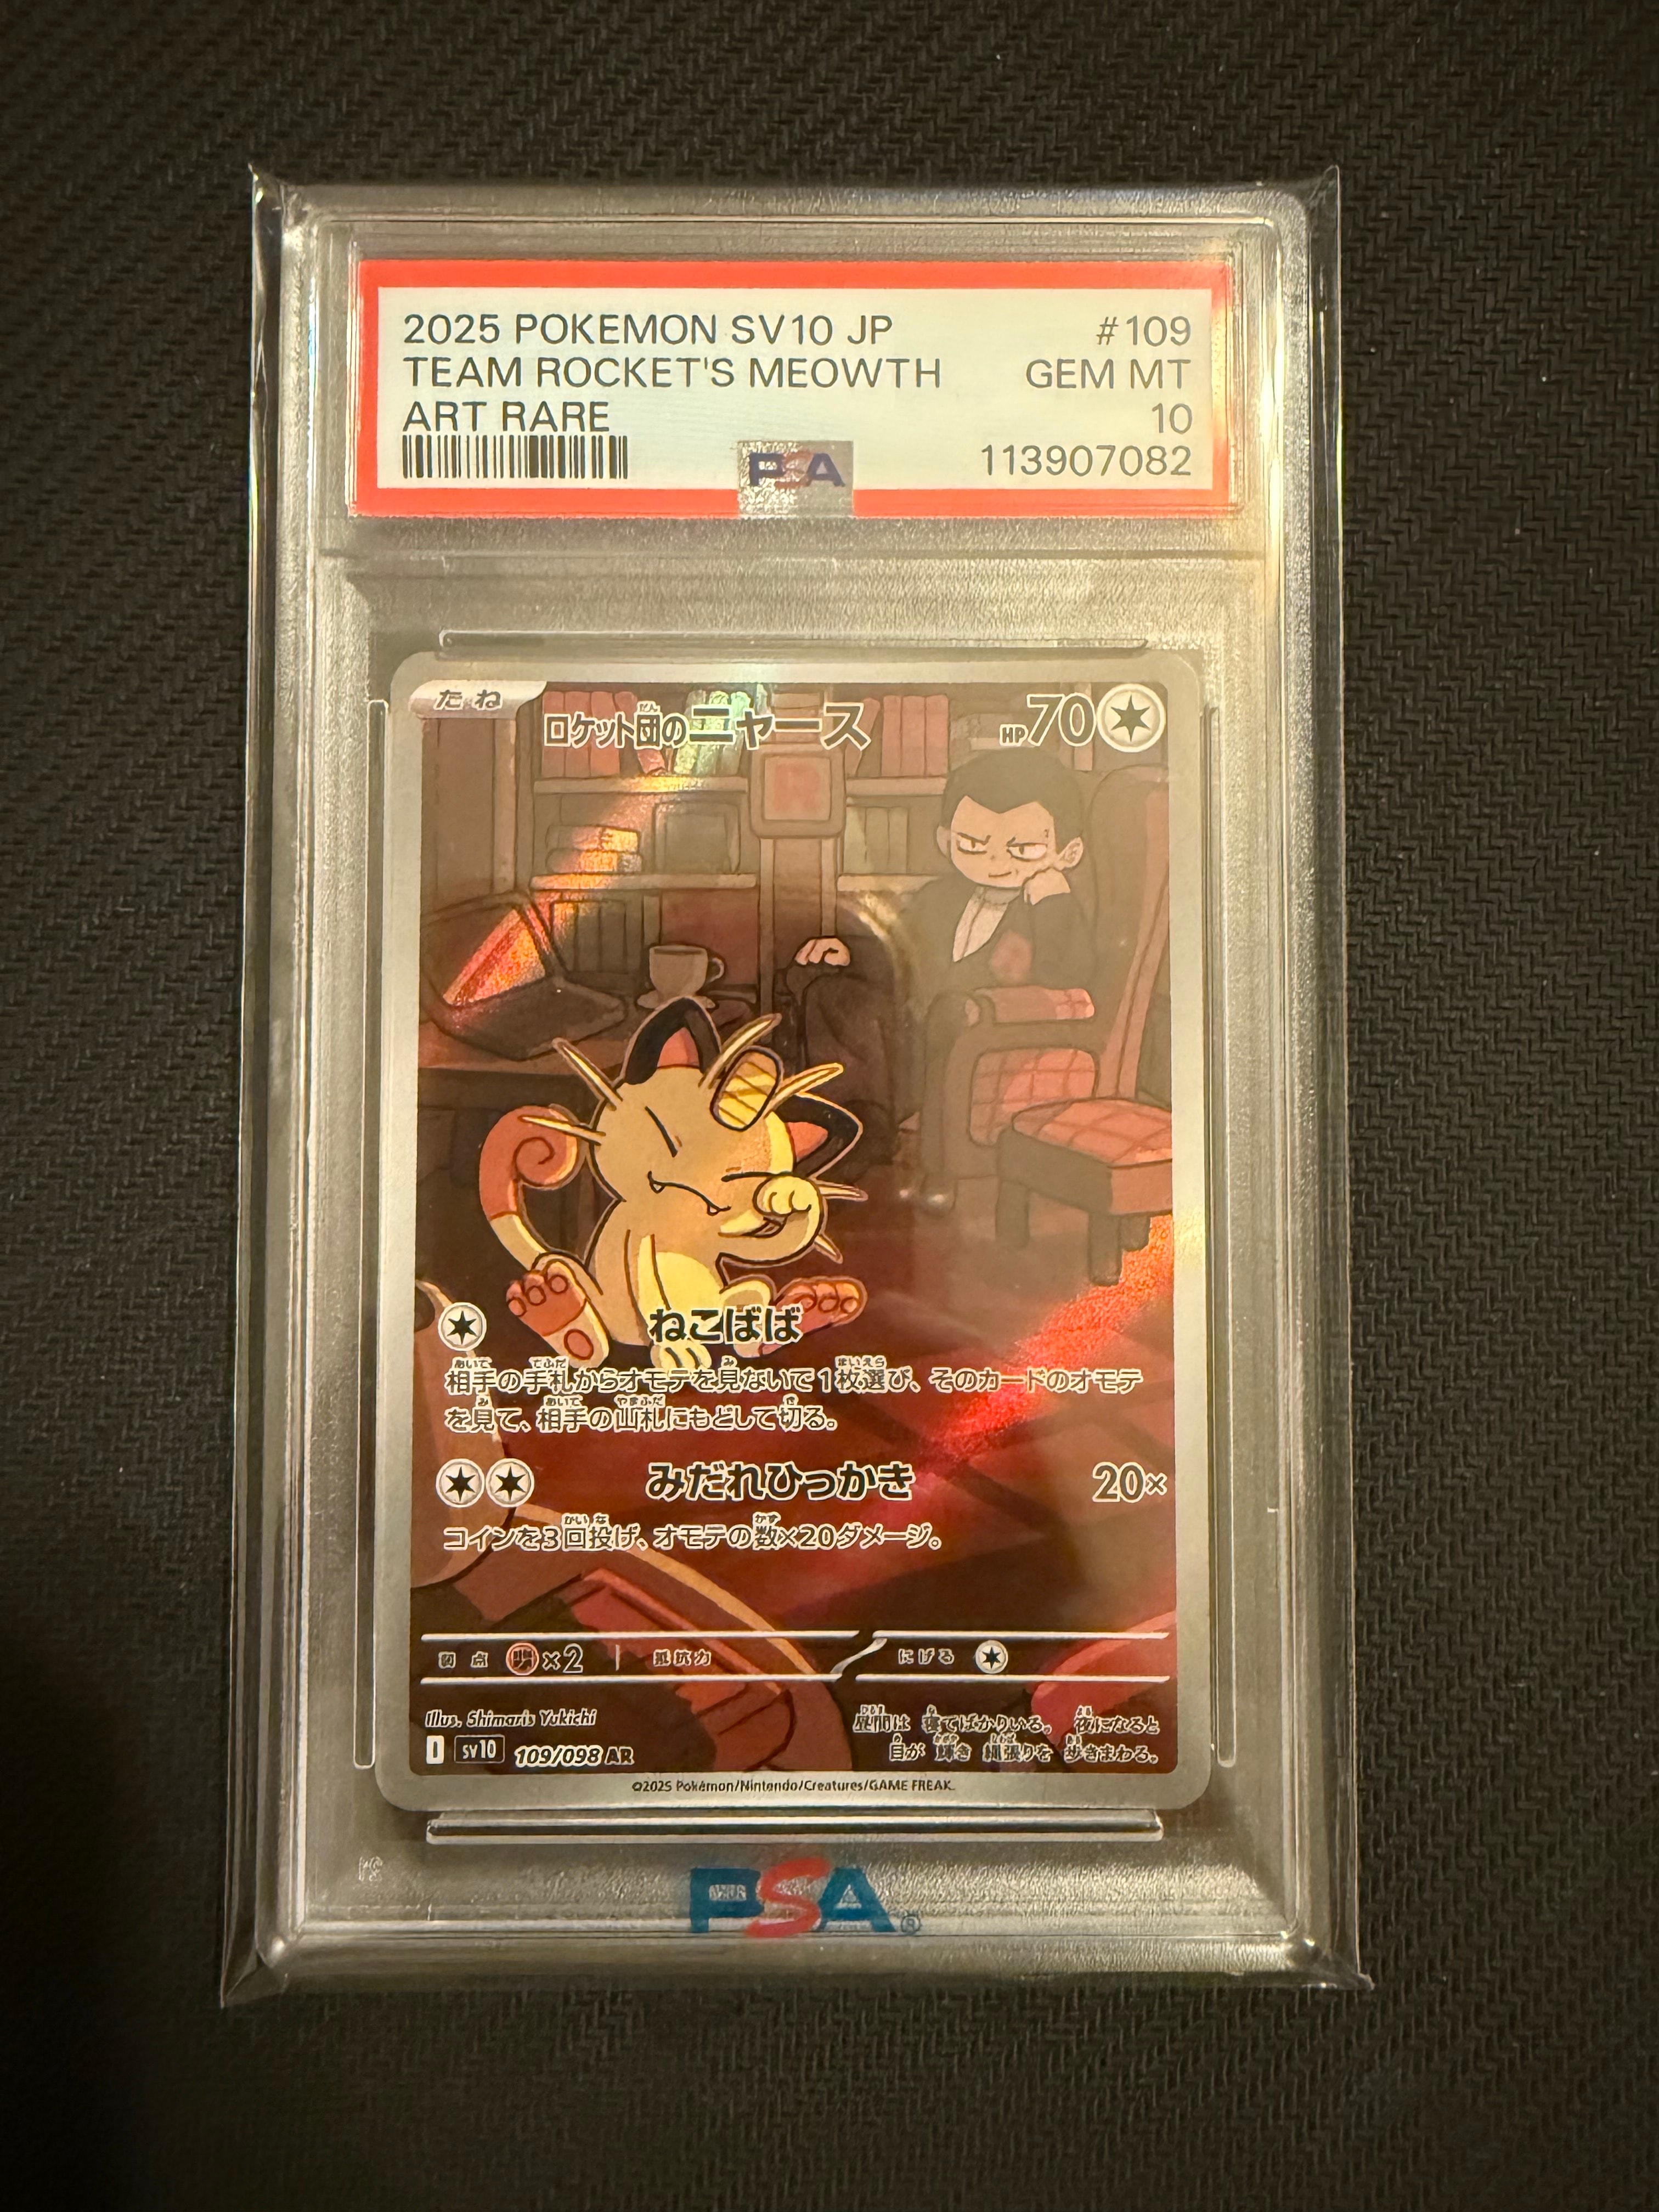 2025 POKEMON SV10 JP #109
TEAM ROCKET'S MEOWTH GEM MT
ART RARE 10
113907082
PSA
たね
ロケット団のニャース HP70
R
ねこばば
相手の手札からオモテを見ないで1枚選び、そのカードのオモテ
を見て、相手の山札にもどして切る。
みだれひっかき 20×
コインを3回投げ、オモテの数×20ダメージ。
弱点 ×2 抵抗力 にげる
Illus. Shimaris Yukichi
I SV10 109/098 AR
昼間は 寝てばかりいる。 夜になると
目が 輝き 縄張りを 歩きまわる。
©2025 Pokémon/Nintendo/Creatures/GAME FREAK.
PSA®